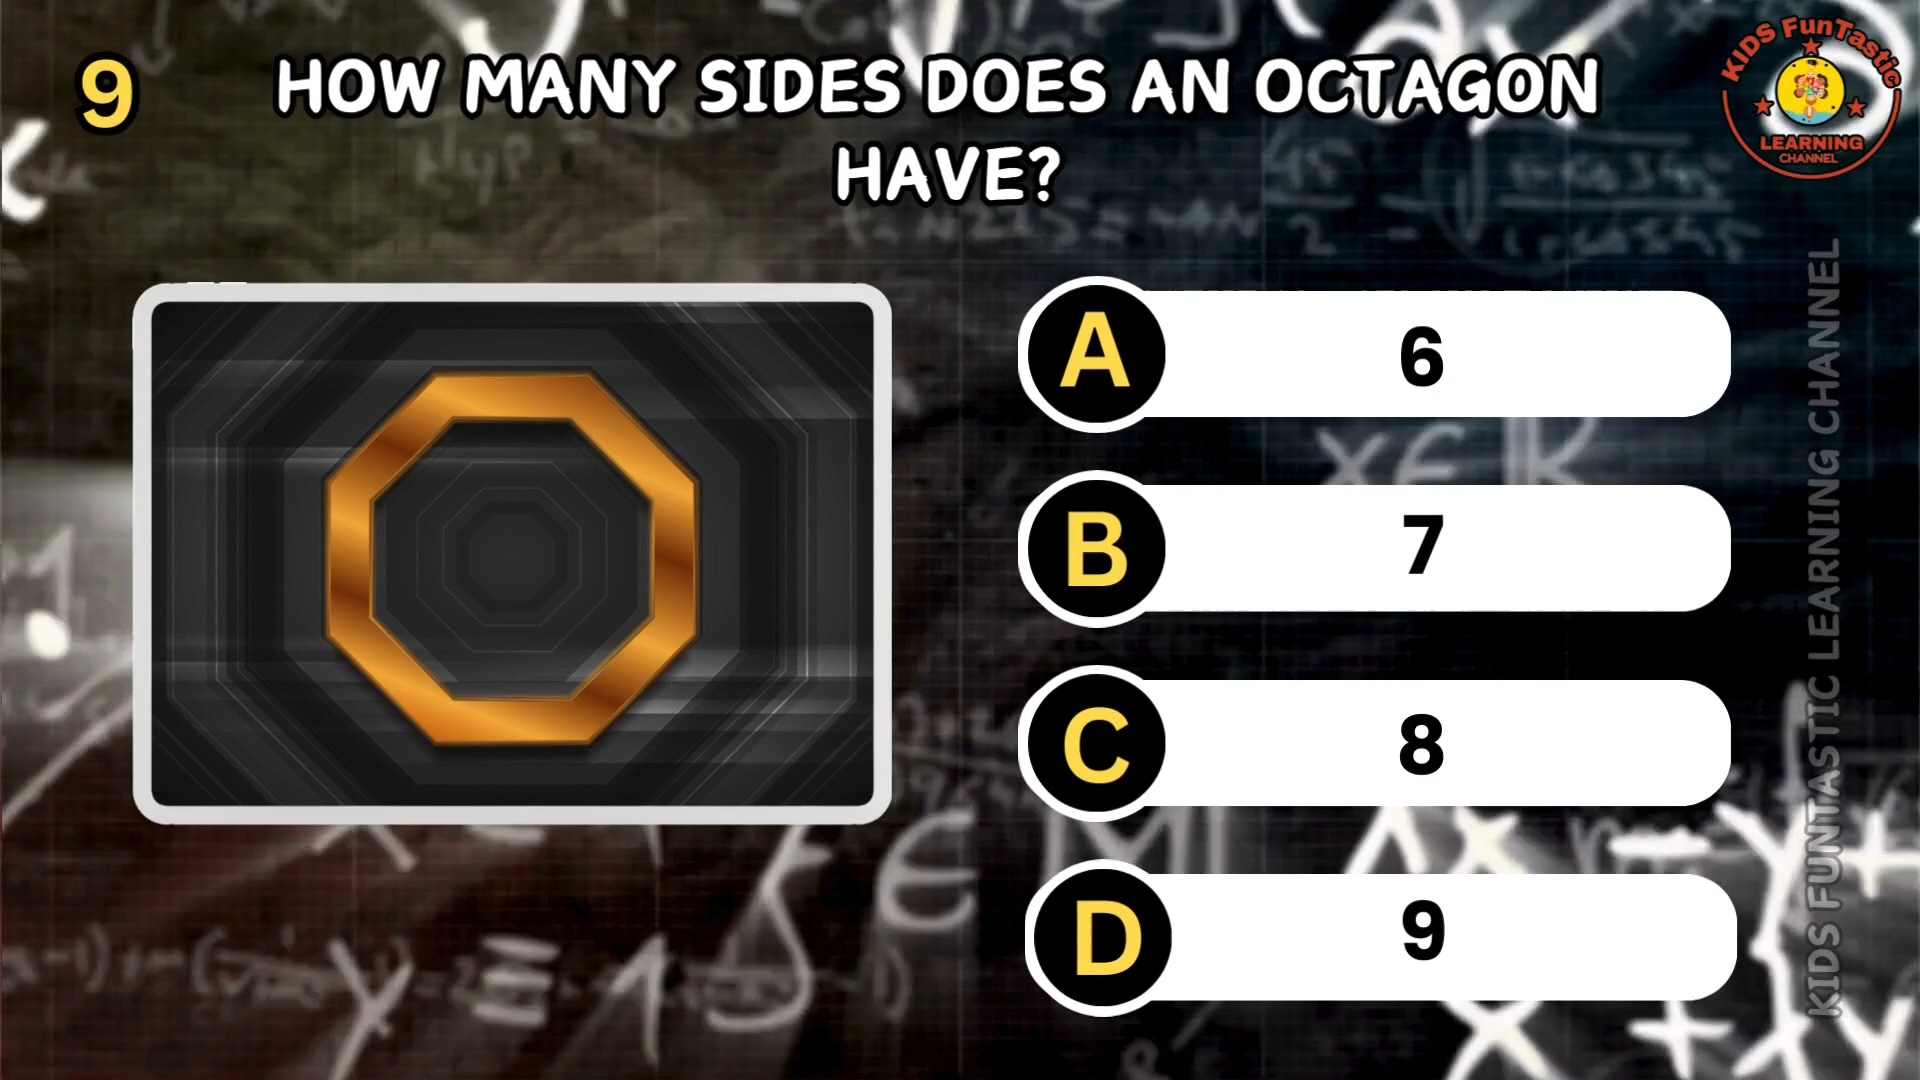 9
HOW MANY SIDES DOES AN OCTAGON
HAVE?
KIDS FunTastic
LEARNING
CHANNEL
A 6
B 7
C 8
D 9
KIDS FUNTASTIC LEARNING CHANNEL